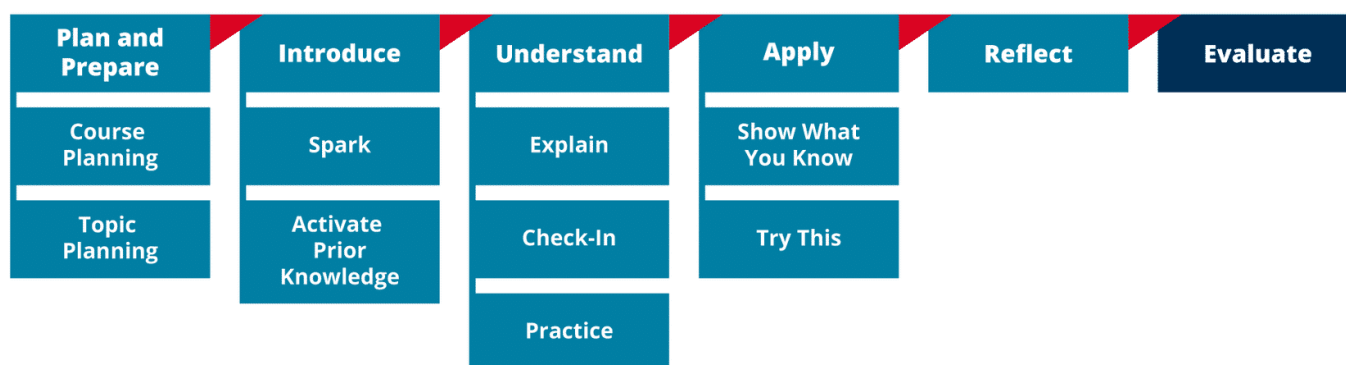 Plan and
Prepare
Course
Planning
Topic
Planning
Introduce
Spark
Activate
Prior
Knowledge
Understand
Explain
Check-In
Practice
Apply
Show What
You Know
Try This
Reflect
Evaluate